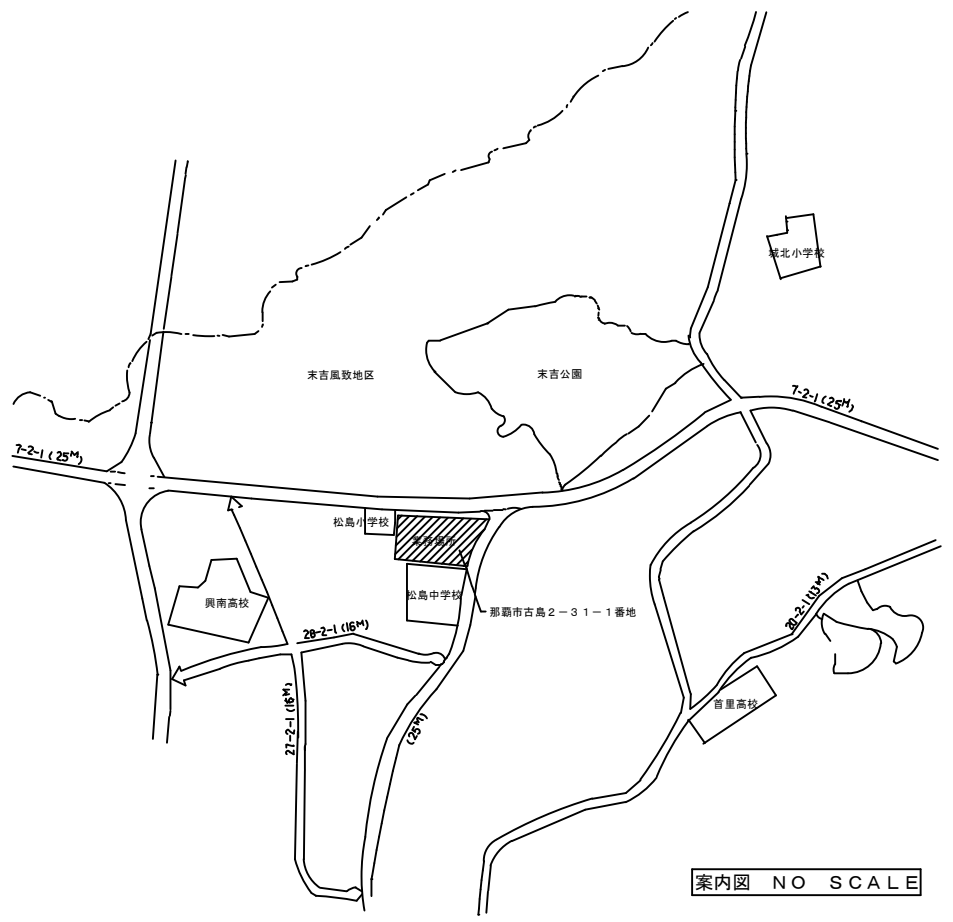 城北小学校
末吉風致地区
末吉公園
7-2-1 (25M)
7-2-1 (25M)
松島小学校
業務場所
興南高校
松島中学校
那覇市古島2-31-1番地
28-2-1 (16M)
20-2-1 (13M)
27-2-1 (16M)
(25M)
首里高校
案内図 NO SCALE